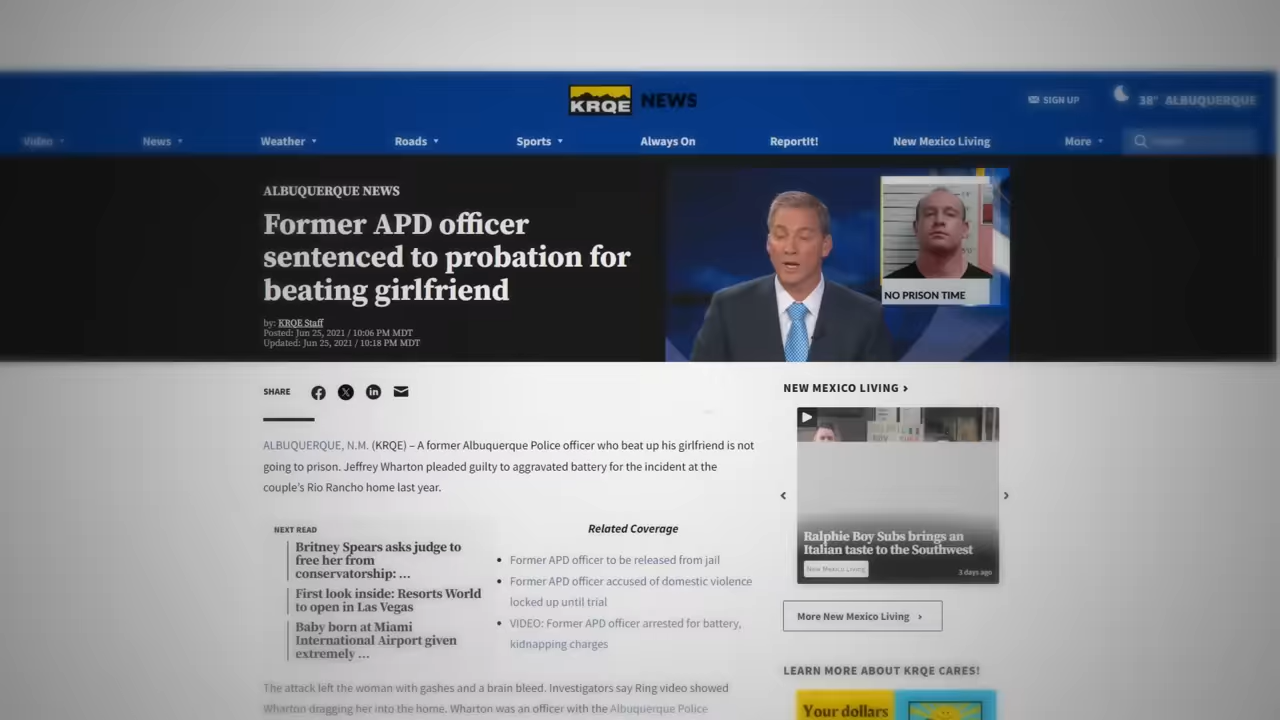 KRQE NEWS
SIGN UP
38° ALBUQUERQUE
Video
News
Weather
Roads
Sports
Always On
ReportIt!
New Mexico Living
More
ALBUQUERQUE NEWS
Former APD officer
sentenced to probation for
beating girlfriend
by: KRQE Staff
Posted: Jun 25, 2021 / 10:06 PM MDT
Updated: Jun 25, 2021 / 10:18 PM MDT
NO PRISON TIME
SHARE
ALBUQUERQUE, N.M. (KRQE) – A former Albuquerque Police officer who beat up his girlfriend is not
going to prison. Jeffrey Wharton pleaded guilty to aggravated battery for the incident at the
couple's Rio Rancho home last year.
NEXT READ
Britney Spears asks judge to
free her from
conservatorship: ...
First look inside: Resorts World
to open in Las Vegas
Baby born at Miami
International Airport given
extremely ...
Related Coverage
Former APD officer to be released from jail
Former APD officer accused of domestic violence
locked up until trial
VIDEO: Former APD officer arrested for battery,
kidnapping charges
The attack left the woman with gashes and a brain bleed. Investigators say Ring video showed
Wharton dragging her into the home. Wharton was an officer with the Albuquerque Police
NEW MEXICO LIVING ›
Ralphie Boy Subs brings an
Italian taste to the Southwest
New Mexico Living
3 days ago
More New Mexico Living ›
LEARN MORE ABOUT KRQE CARES!
Your dollars